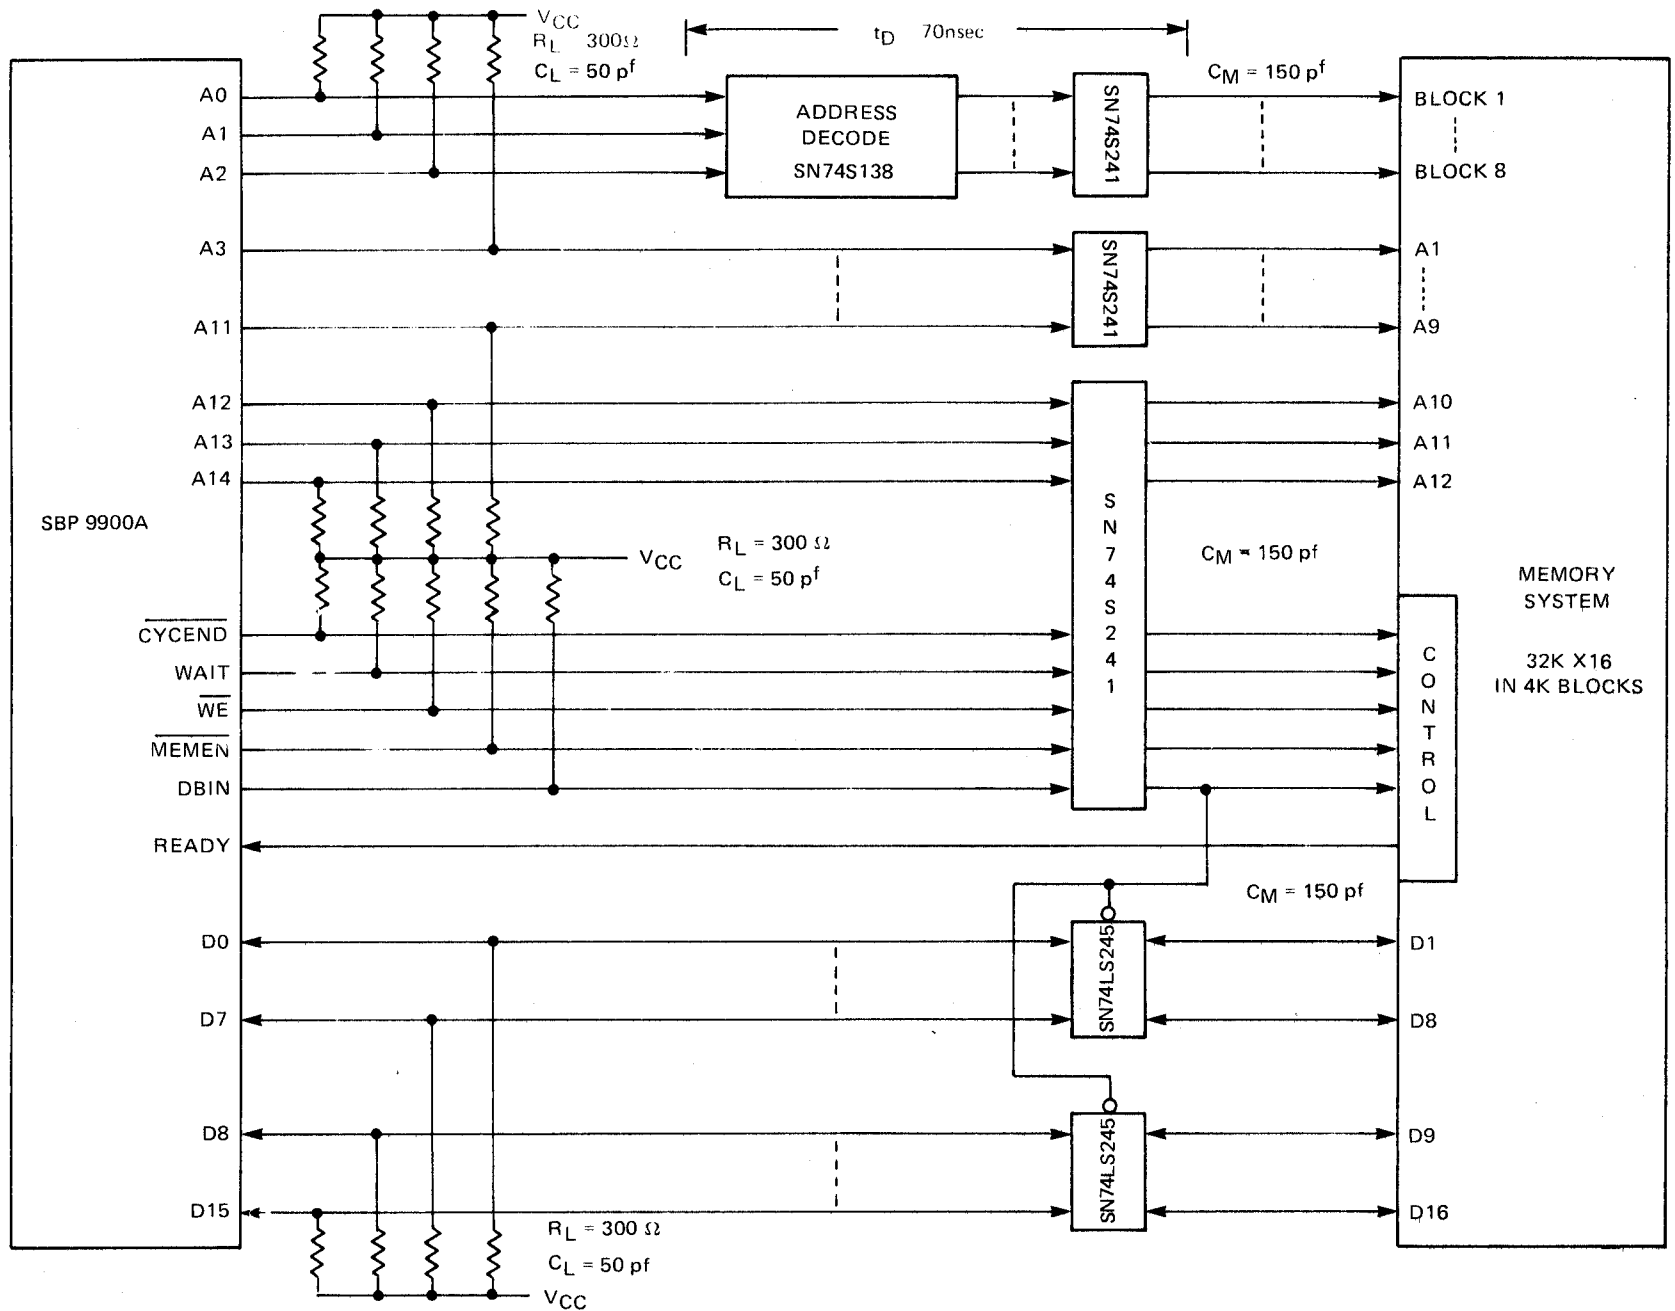 VCC
RL 300Ω
CL = 50 pf
tD 70nsec
CM = 150 pf
A0
A1
A2
ADDRESS
DECODE
SN74S138
SN74S241
BLOCK 1
BLOCK 8
A3
A11
SN74S241
A1
A9
A12
A13
A14
SN74S241
A10
A11
A12
SBP 9900A
VCC
RL = 300 Ω
CL = 50 pf
CM = 150 pf
MEMORY
SYSTEM
32K X16
IN 4K BLOCKS
CYCEND
WAIT
WE
MEMEN
DBIN
READY
CONTROL
CM = 150 pf
D0
D7
SN74LS245
D1
D8
D8
D15
SN74LS245
D9
D16
RL = 300 Ω
CL = 50 pf
VCC